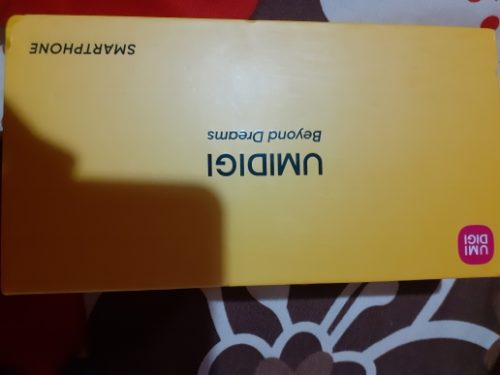 UMI
DIGI
UMIDIGI
Beyond Dreams
SMARTPHONE